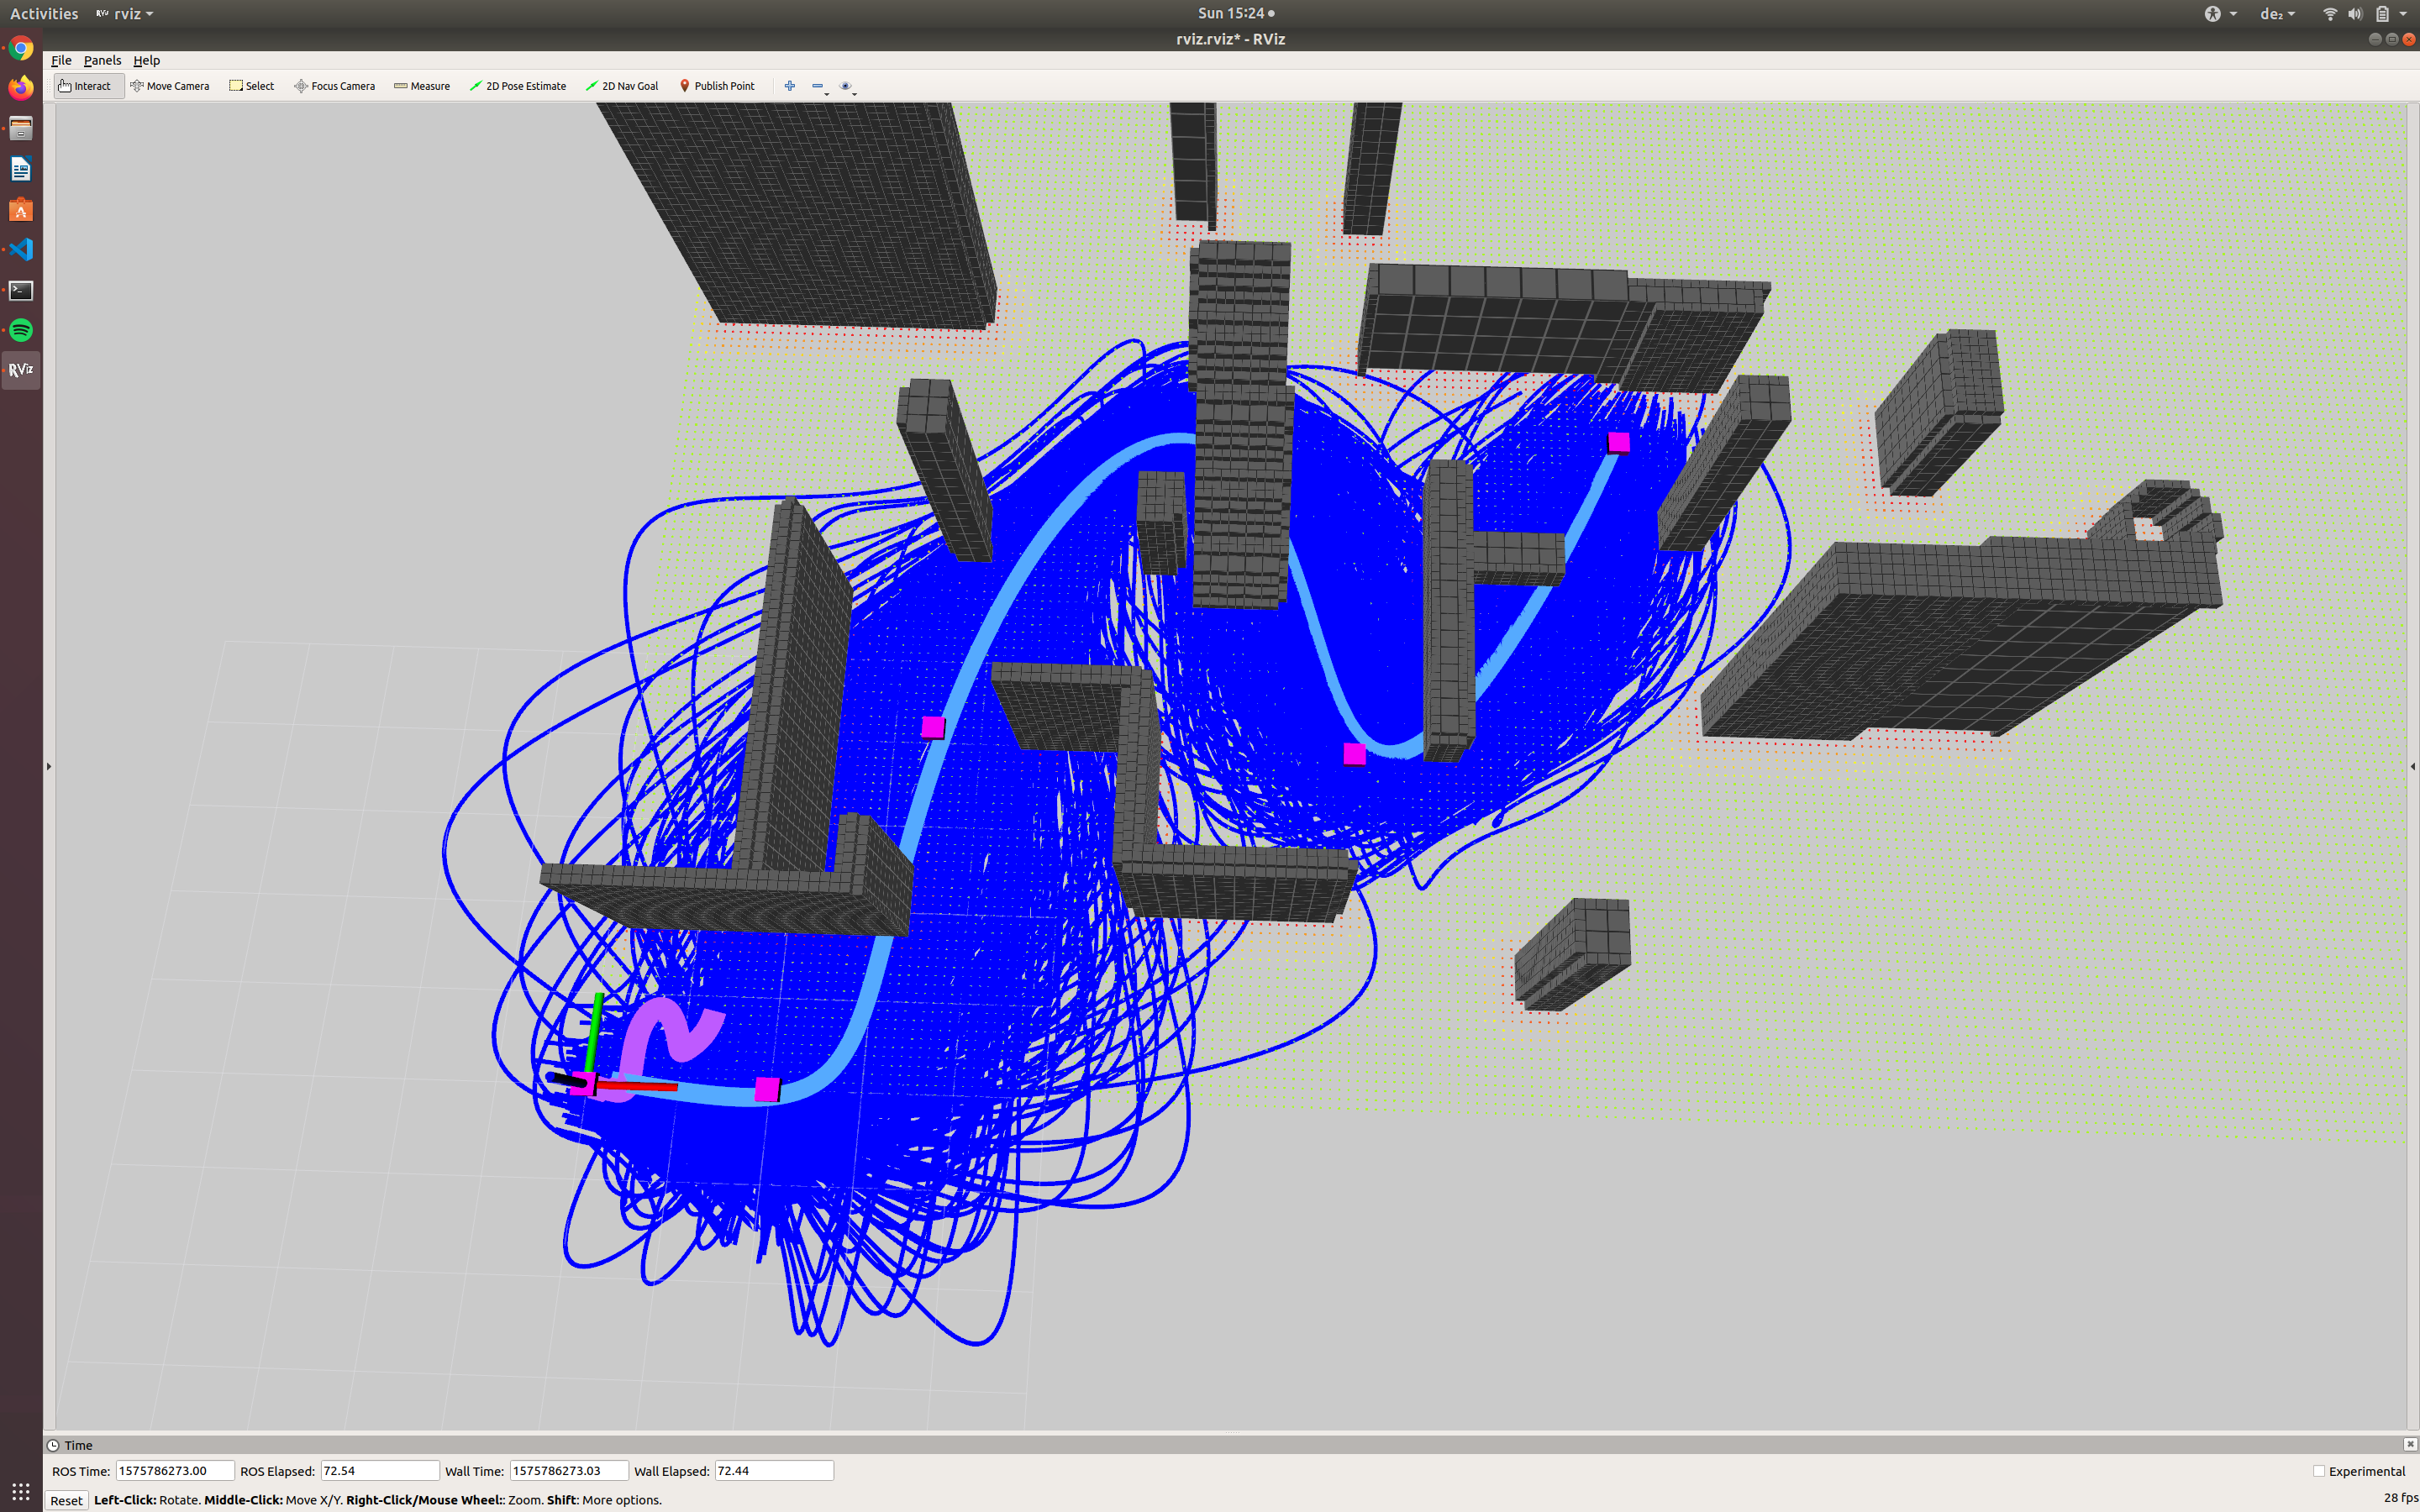 Activities RViz rviz Sun 15:24 de₂
rviz.rviz* - RViz
File Panels Help
Interact Move Camera Select Focus Camera Measure 2D Pose Estimate 2D Nav Goal Publish Point
RViz
Time
ROS Time: 1575786273.00 ROS Elapsed: 72.54 Wall Time: 1575786273.03 Wall Elapsed: 72.44 Experimental
Reset Left-Click: Rotate. Middle-Click: Move X/Y. Right-Click/Mouse Wheel:: Zoom. Shift: More options. 28 fps